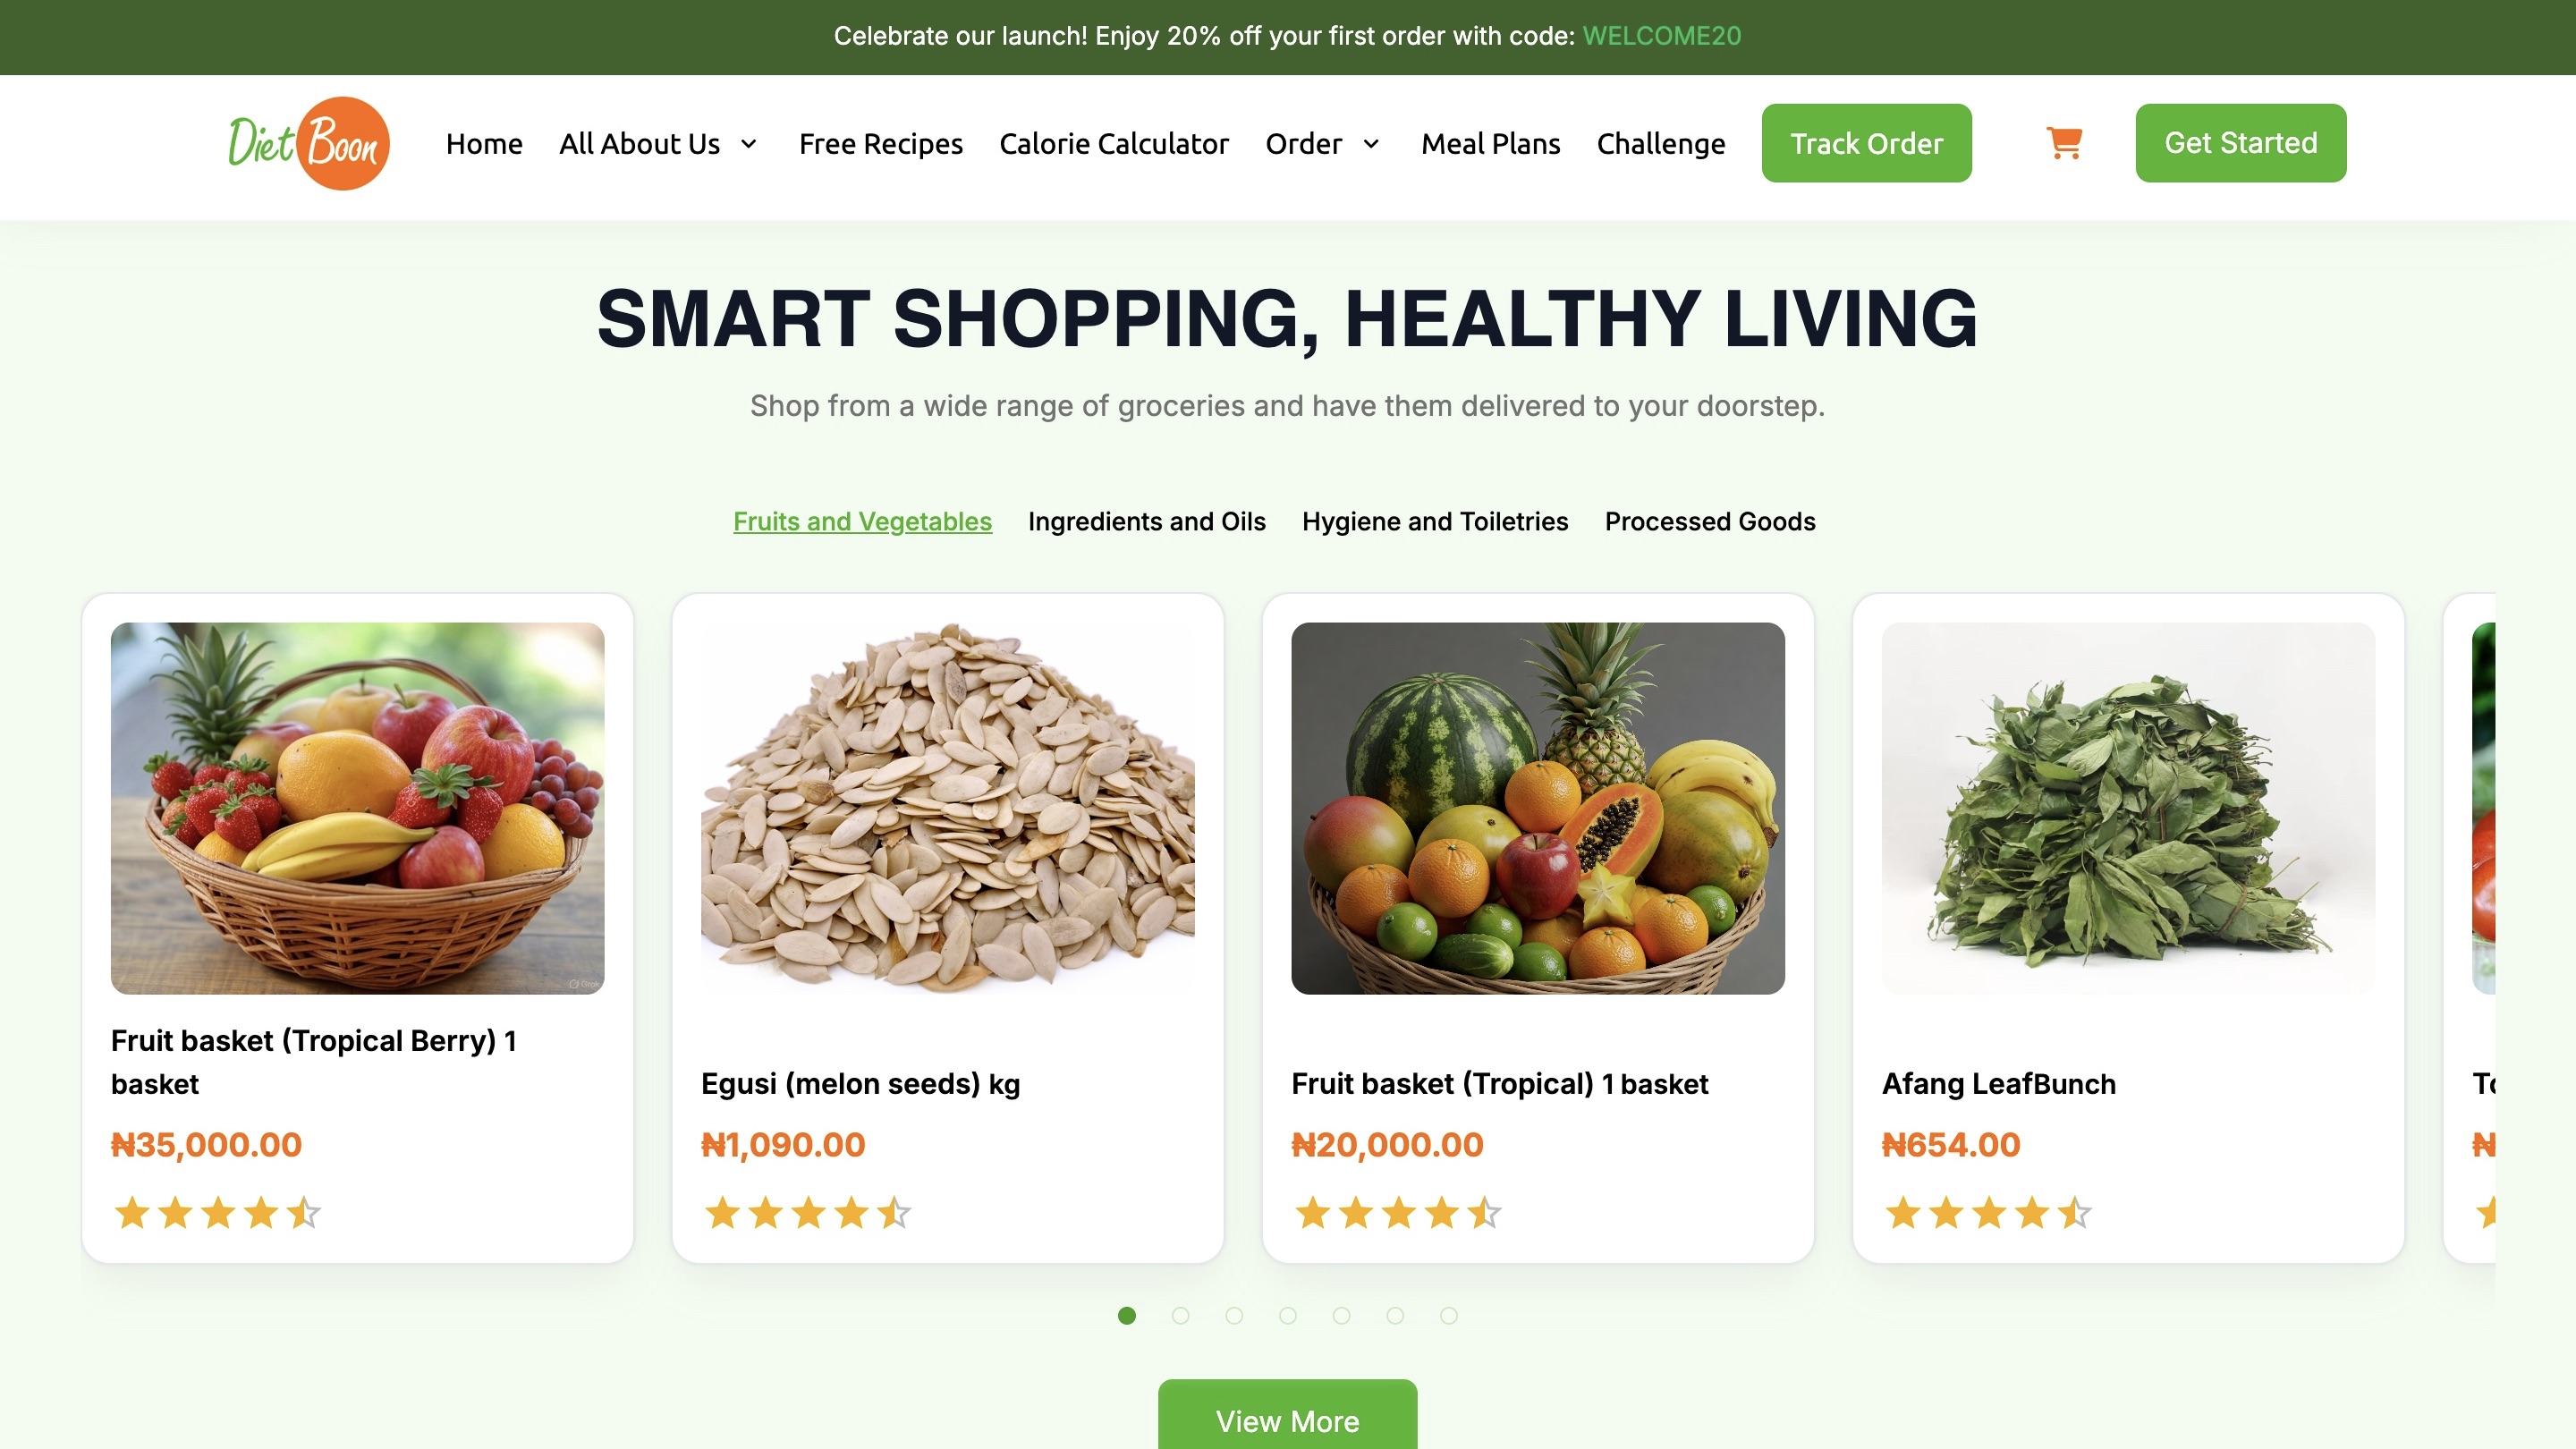 Celebrate our launch! Enjoy 20% off your first order with code: WELCOME20
Diet Boon
Home All About Us Free Recipes Calorie Calculator Order Meal Plans Challenge Track Order Get Started
SMART SHOPPING, HEALTHY LIVING
Shop from a wide range of groceries and have them delivered to your doorstep.
Fruits and Vegetables Ingredients and Oils Hygiene and Toiletries Processed Goods
Fruit basket (Tropical Berry) 1
basket
₦35,000.00
Egusi (melon seeds) kg
₦1,090.00
Fruit basket (Tropical) 1 basket
₦20,000.00
Afang LeafBunch
₦654.00
₦
View More